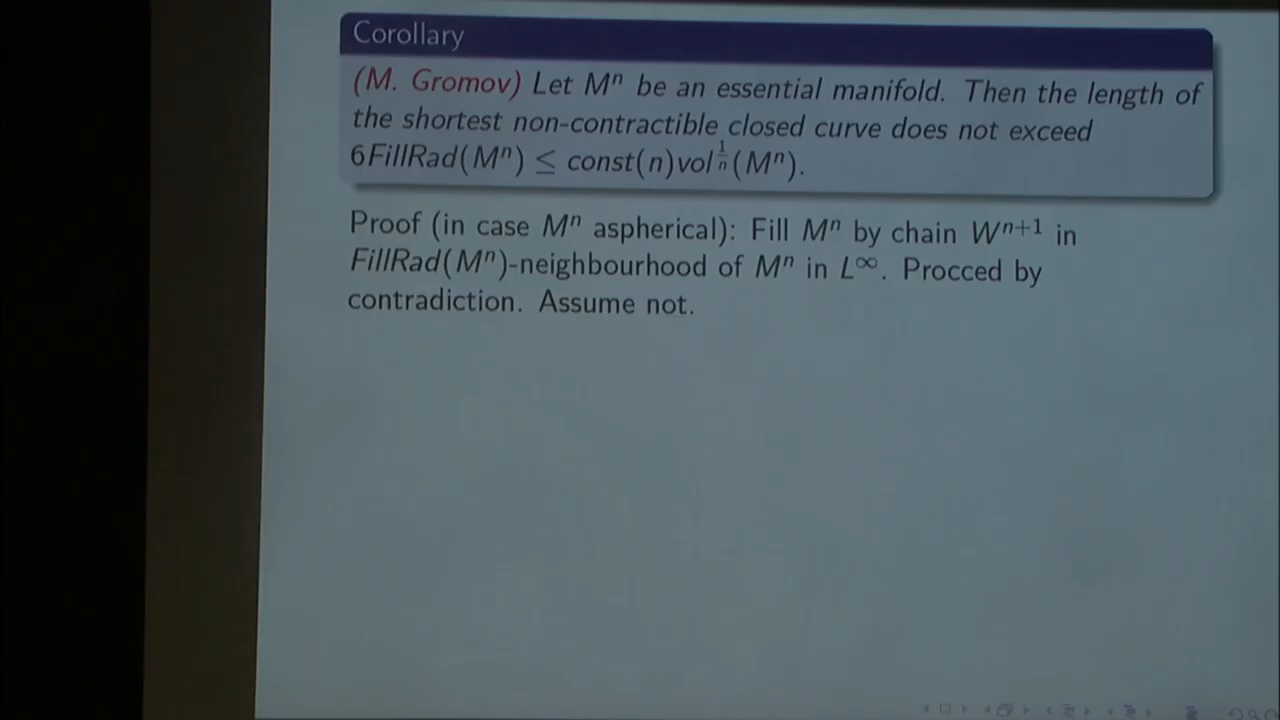 Corollary
(M. Gromov) Let Mⁿ be an essential manifold. Then the length of
the shortest non-contractible closed curve does not exceed
6FillRad(Mⁿ) ≤ const(n)vol^{1/n}(Mⁿ).
Proof (in case Mⁿ aspherical): Fill Mⁿ by chain Wⁿ⁺¹ in
FillRad(Mⁿ)-neighbourhood of Mⁿ in L^∞. Procced by
contradiction. Assume not.